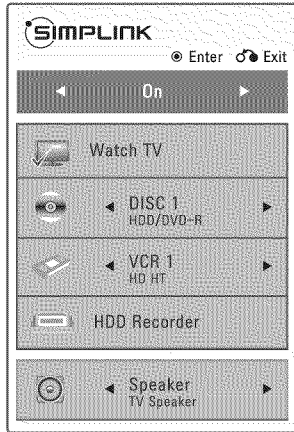 SIMPLINK
Enter Exit
On
Watch TV
DISC 1
HDD/DVD-R
VCR 1
HD HT
HDD Recorder
Speaker
TV Speaker